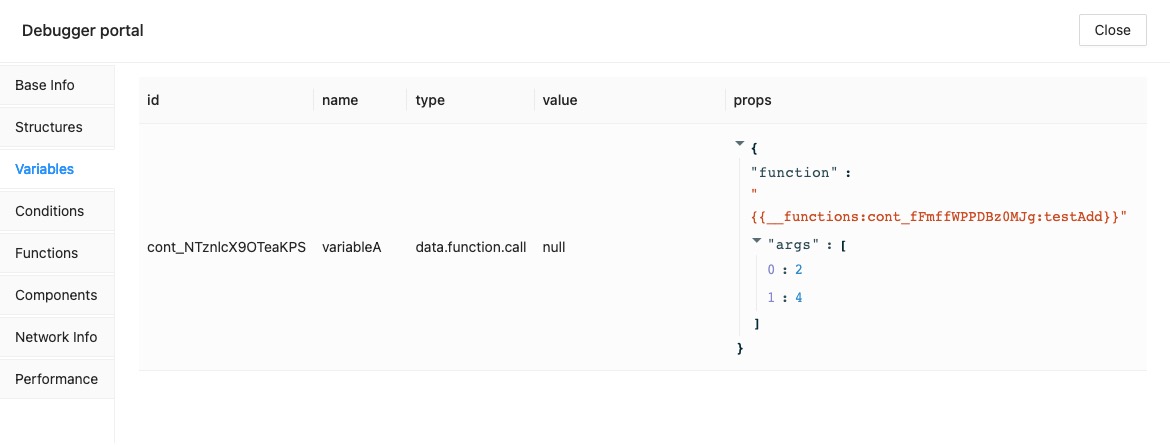 Debugger portal
Close
Base Info
Structures
Variables
Conditions
Functions
Components
Network Info
Performance
id name type value props
{
"function" :
"
{{__functions:cont_fFmffWPPDBz0MJg:testAdd}}"
cont_NTznlcX9OTeaKPS variableA data.function.call null
"args" : [
0 : 2
1 : 4
]
}